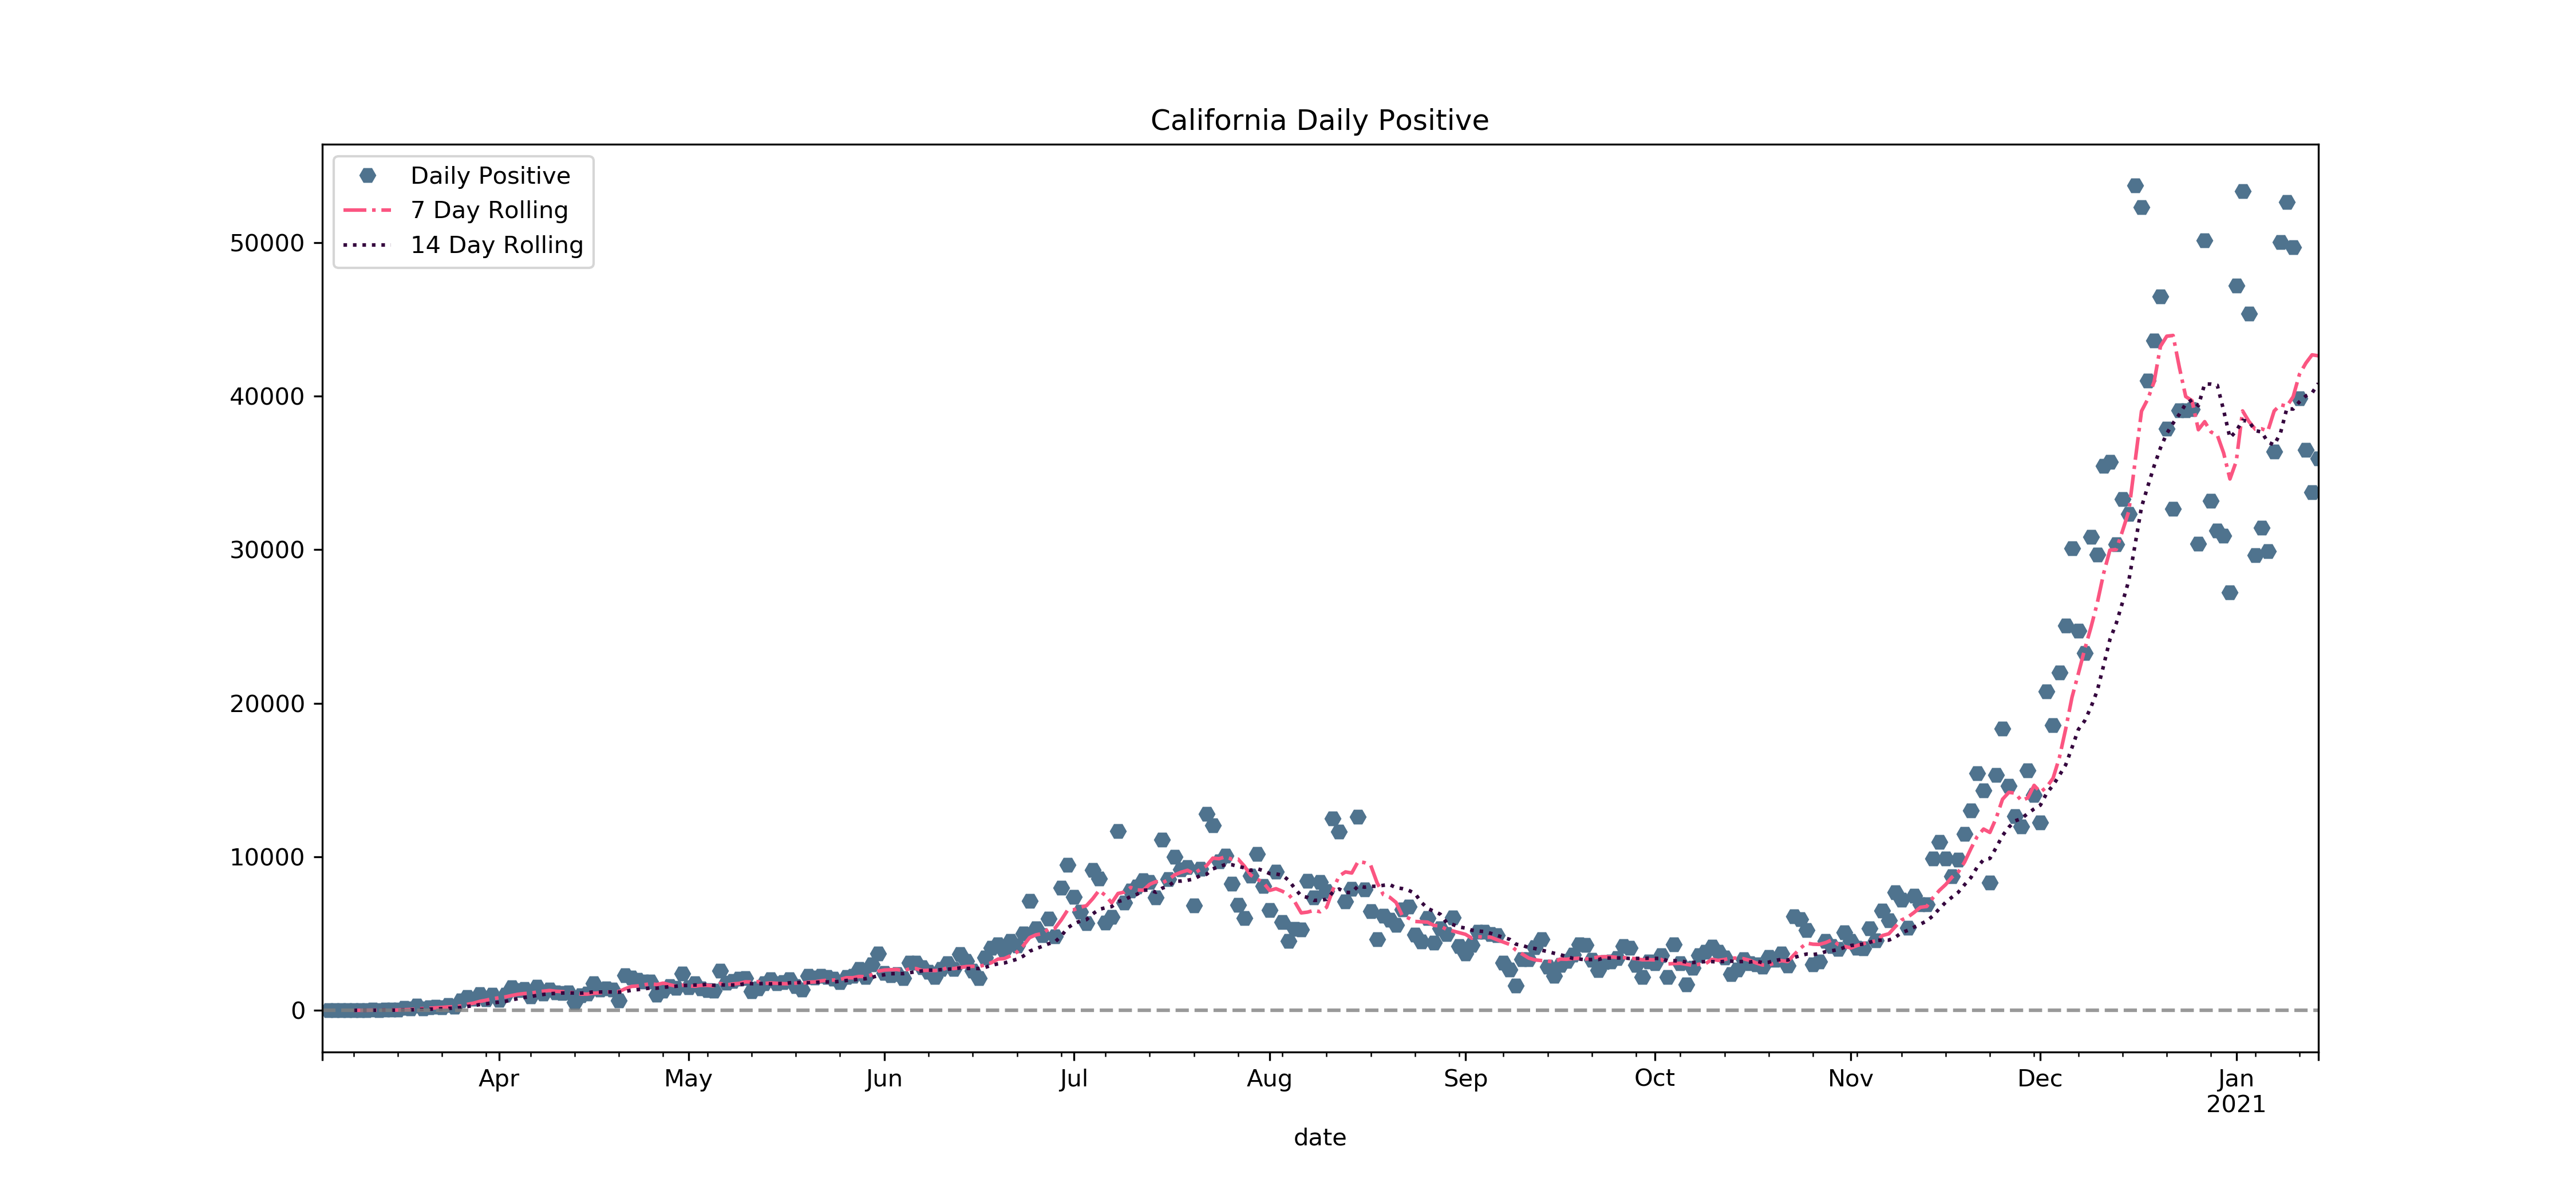 California Daily Positive
Daily Positive
7 Day Rolling
14 Day Rolling
50000
40000
30000
20000
10000
0
Apr May Jun Jul Aug Sep Oct Nov Dec Jan
2021
date